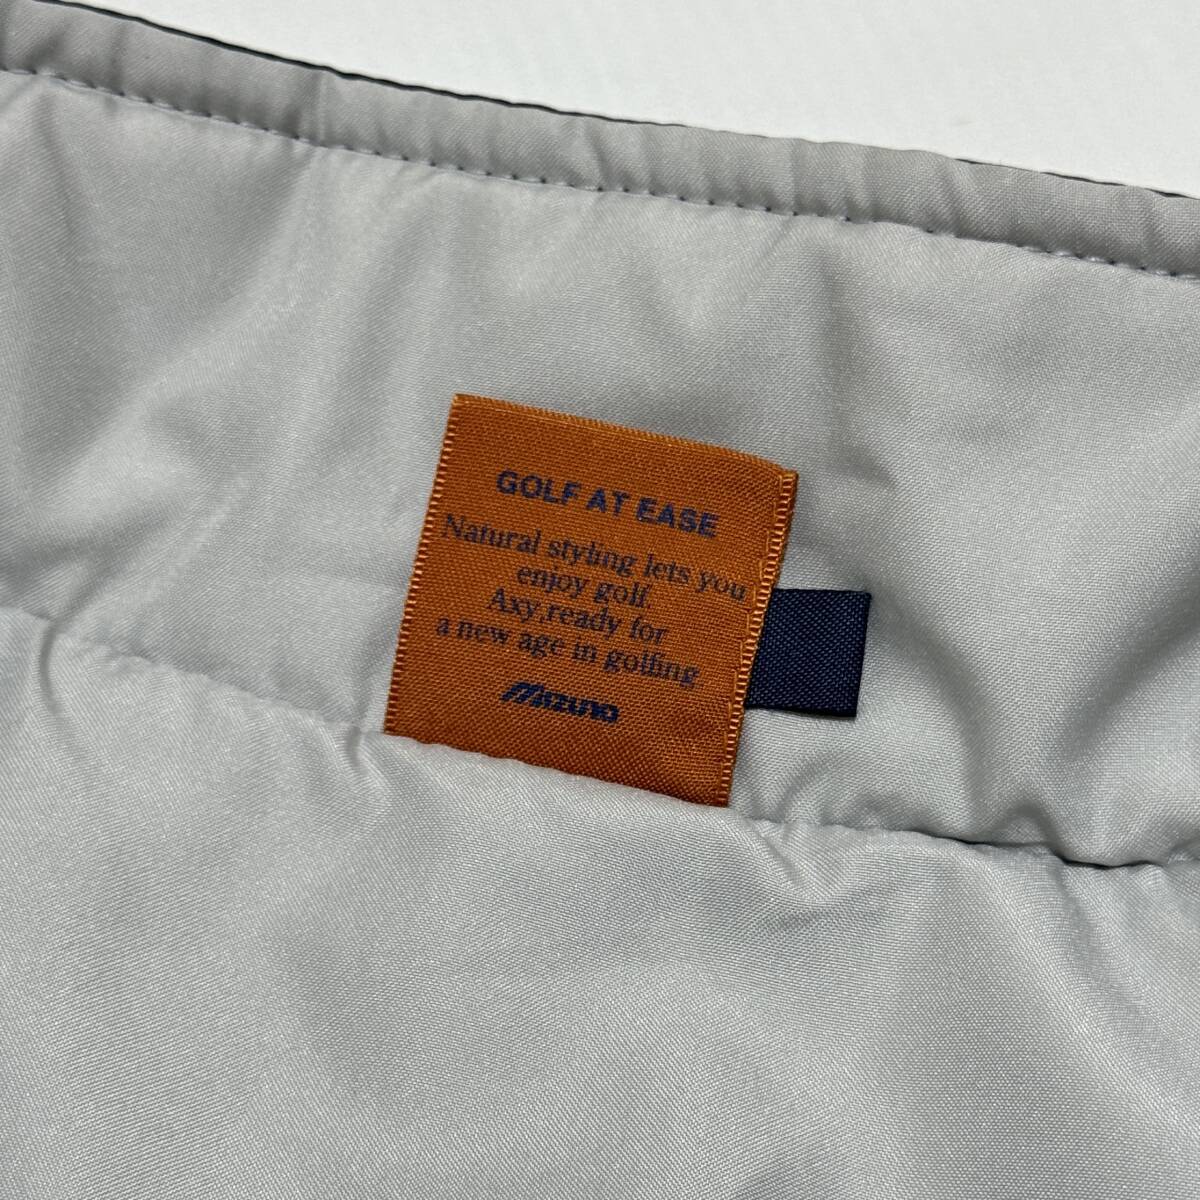 GOLF AT EASE
Natural styling lets you
enjoy golf.
Axy,ready for
a new age in golfing
MIZUNO